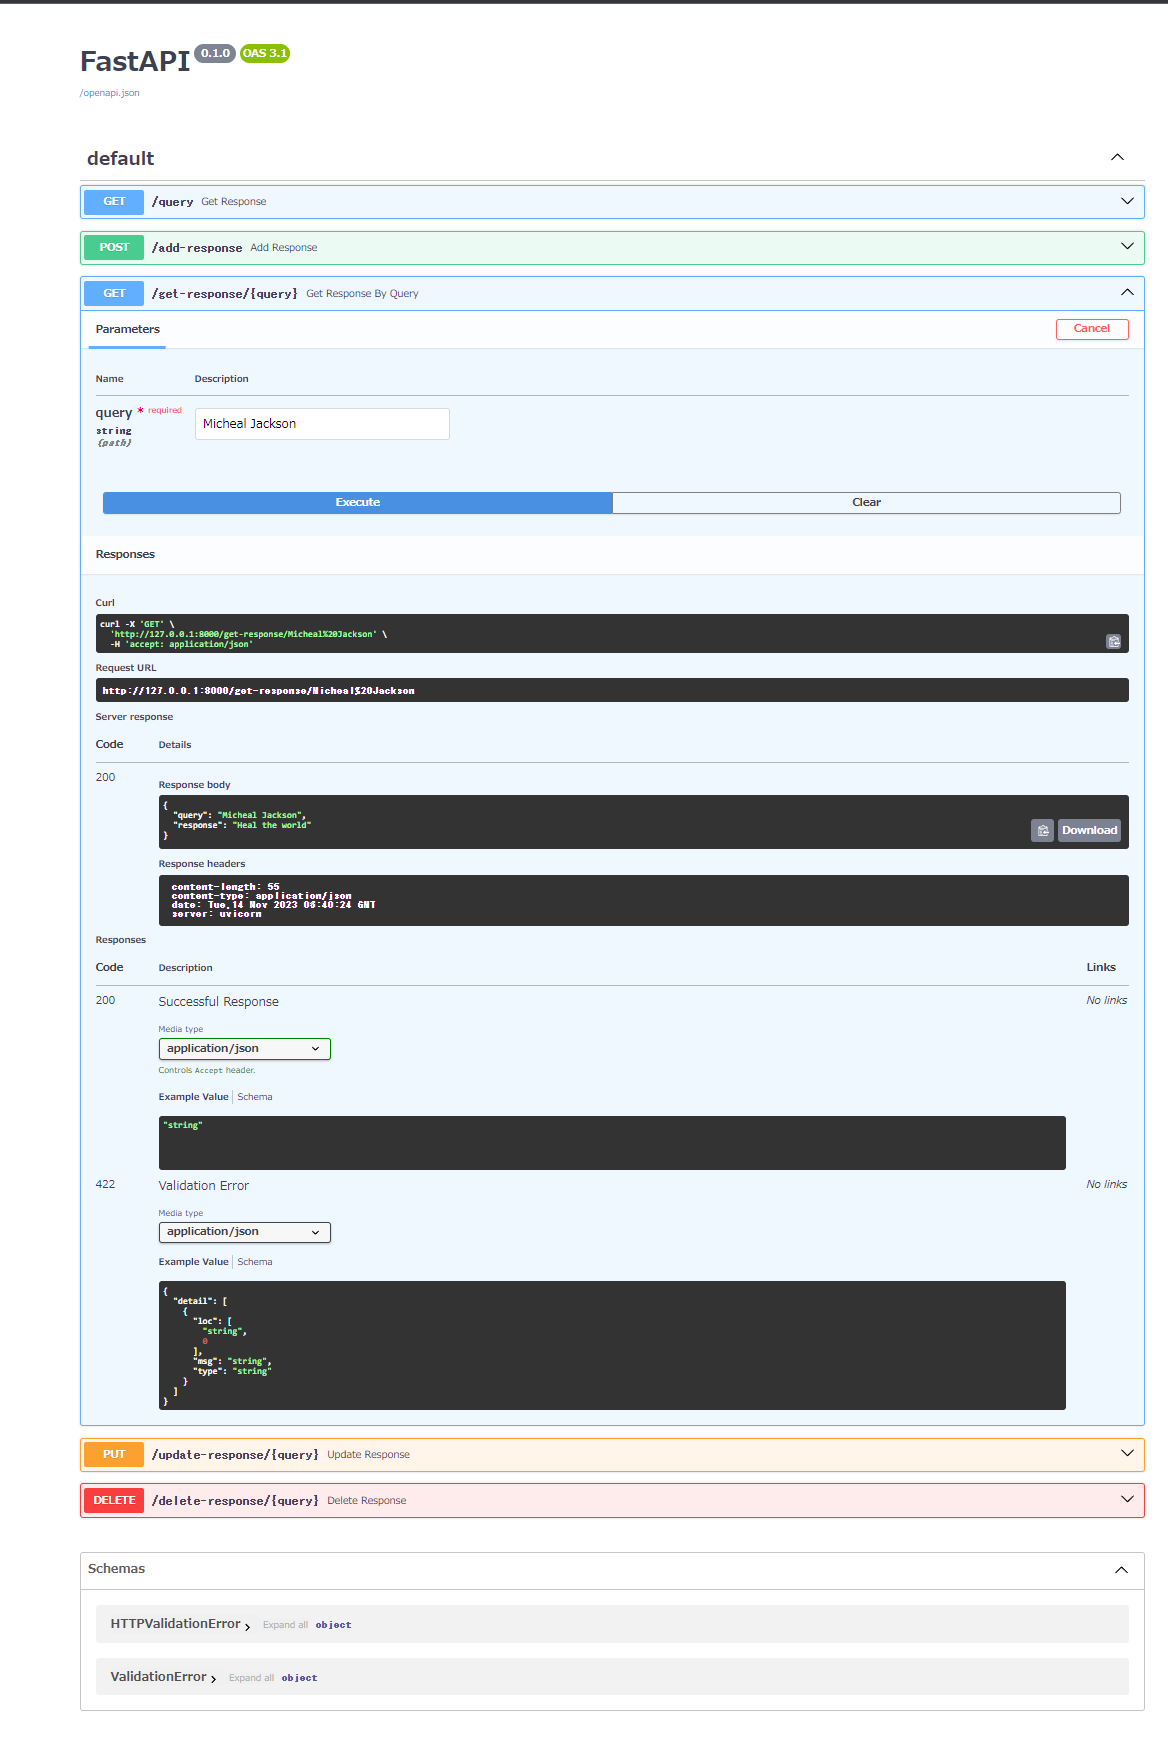 FastAPI 0.1.0 OAS 3.1
/openapi.json
default
GET /query Get Response
POST /add-response Add Response
GET /get-response/{query} Get Response By Query
Parameters Cancel
Name Description
query * required Micheal Jackson
string
(path)
Execute Clear
Responses
Curl
curl -X 'GET' \
'http://127.0.0.1:8000/get-response/Micheal%20Jackson' \
-H 'accept: application/json'
Request URL
http://127.0.0.1:8000/get-response/Micheal%20Jackson
Server response
Code Details
200
Response body
{
"query": "Micheal Jackson",
"response": "Heal the world"
}
Download
Response headers
content-length: 55
content-type: application/json
date: Tue,14 Nov 2023 06:40:24 GMT
server: uvicorn
Responses
Code Description Links
200 Successful Response No links
Media type
application/json
Controls Accept header.
Example Value Schema
"string"
422 Validation Error No links
Media type
application/json
Example Value Schema
{
"detail": [
{
"loc": [
"string",
0
],
"msg": "string",
"type": "string"
}
]
}
PUT /update-response/{query} Update Response
DELETE /delete-response/{query} Delete Response
Schemas
HTTPValidationError Expand all object
ValidationError Expand all object